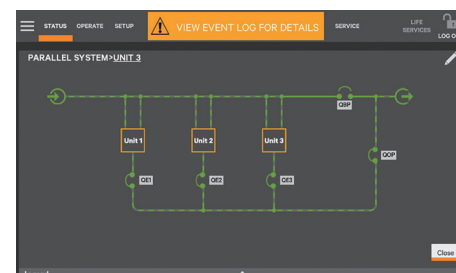 STATUS OPERATE SETUP VIEW EVENT LOG FOR DETAILS SERVICE LIFE SERVICES
PARALLEL SYSTEM>UNIT 3
QBP
Unit 1 Unit 2 Unit 3
QOP
QE1 QE2 QE3
Close